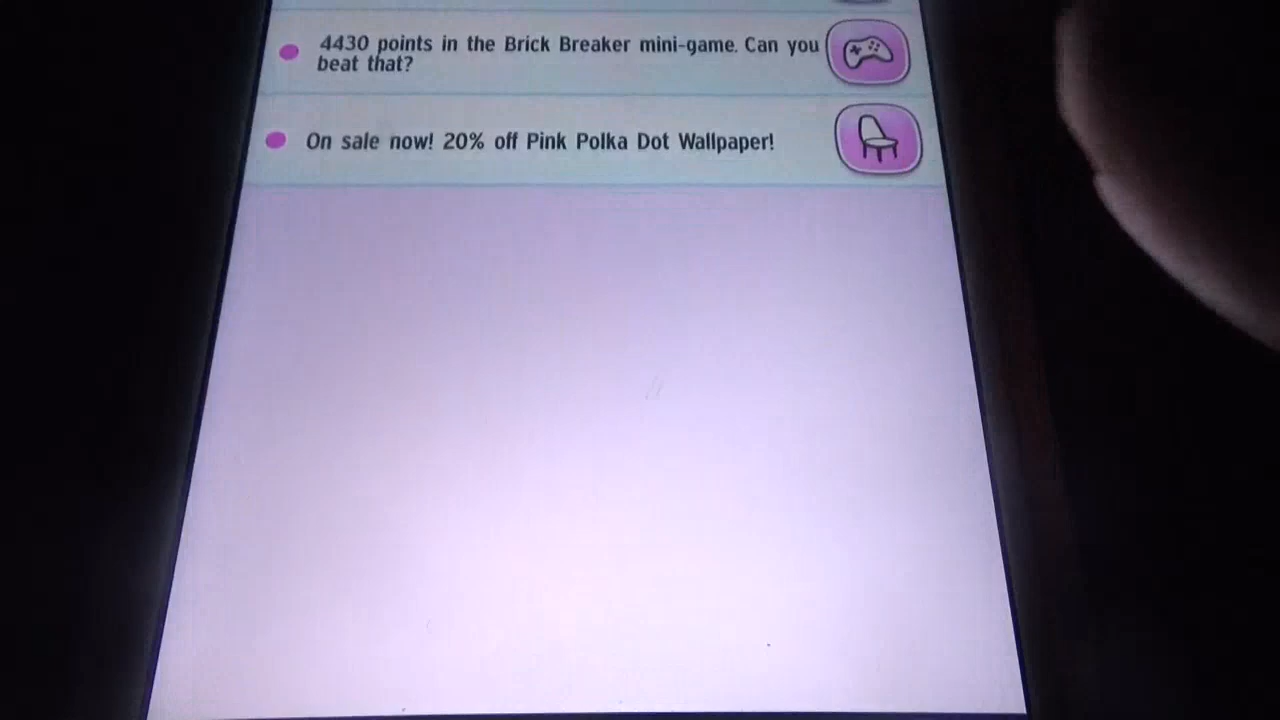 4430 points in the Brick Breaker mini-game. Can you
beat that?
On sale now! 20% off Pink Polka Dot Wallpaper!